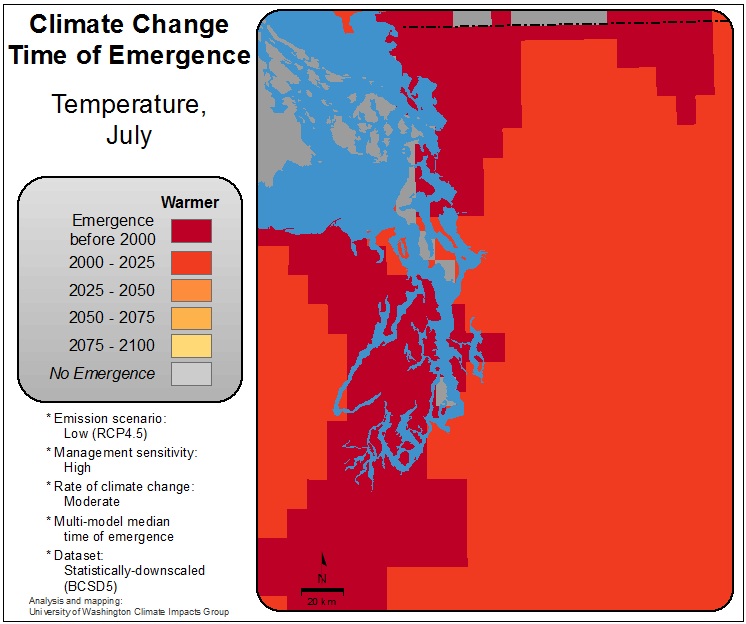 Climate Change
Time of Emergence
Temperature,
July
Warmer
Emergence
before 2000
2000 - 2025
2025 - 2050
2050 - 2075
2075 - 2100
No Emergence
* Emission scenario:
Low (RCP4.5)
* Management sensitivity:
High
* Rate of climate change:
Moderate
* Multi-model median
time of emergence
* Dataset:
Statistically-downscaled
(BCSD5)
Analysis and mapping:
University of Washington Climate Impacts Group
N
20 km